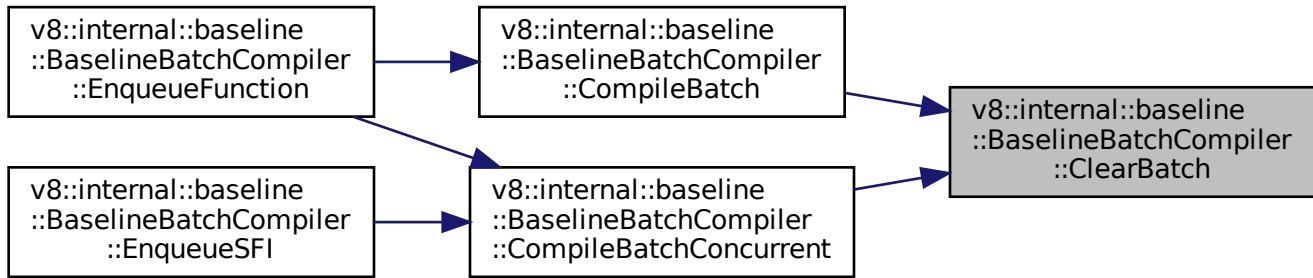 v8::internal::baseline
::BaselineBatchCompiler
::EnqueueFunction
v8::internal::baseline
::BaselineBatchCompiler
::CompileBatch
v8::internal::baseline
::BaselineBatchCompiler
::ClearBatch
v8::internal::baseline
::BaselineBatchCompiler
::EnqueueSFI
v8::internal::baseline
::BaselineBatchCompiler
::CompileBatchConcurrent